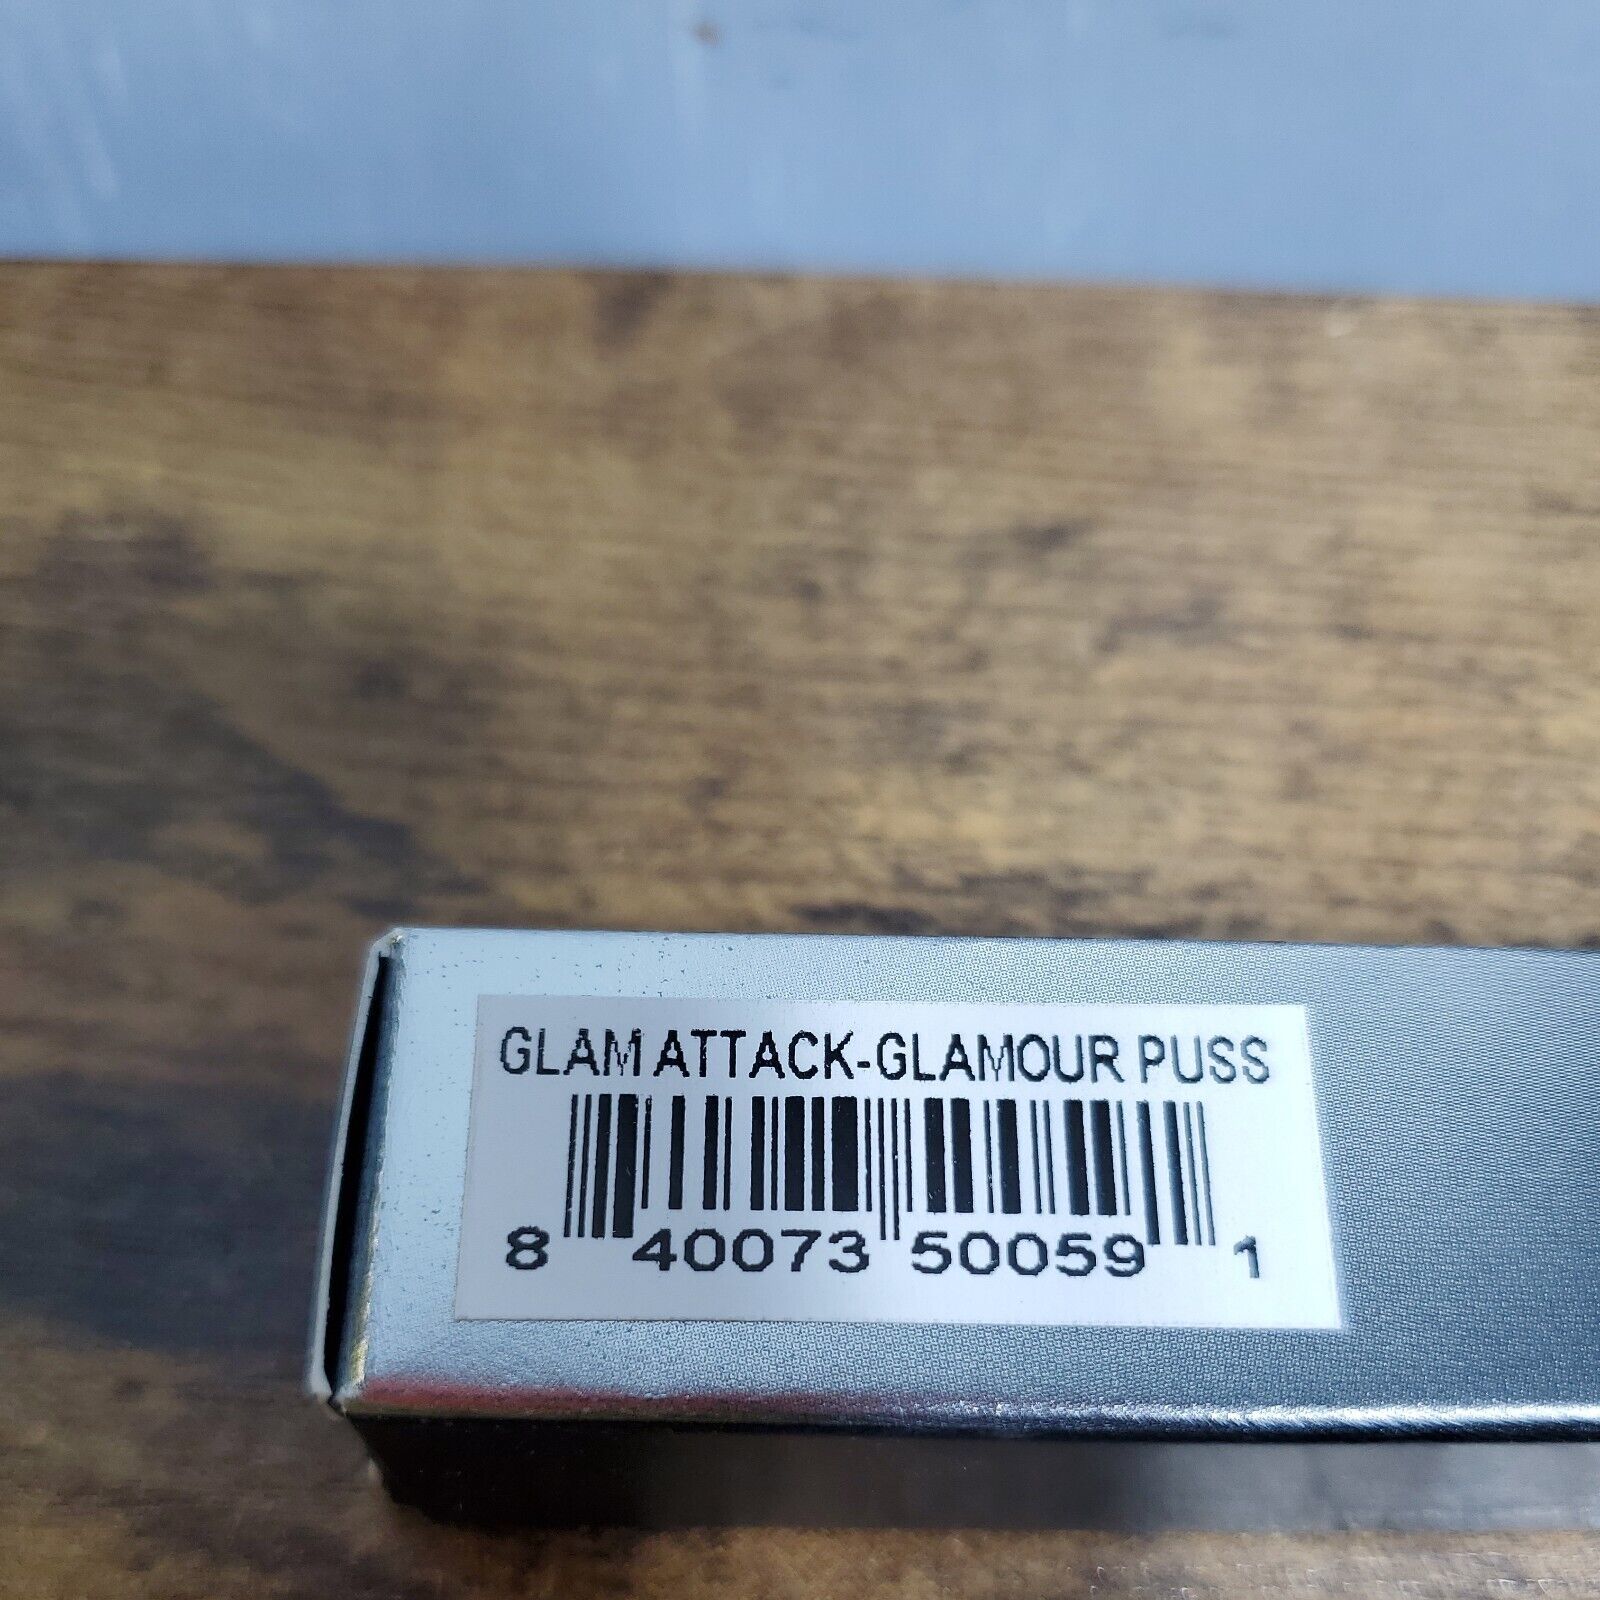 GLAM ATTACK-GLAMOUR PUSS
8 40073 50059 1